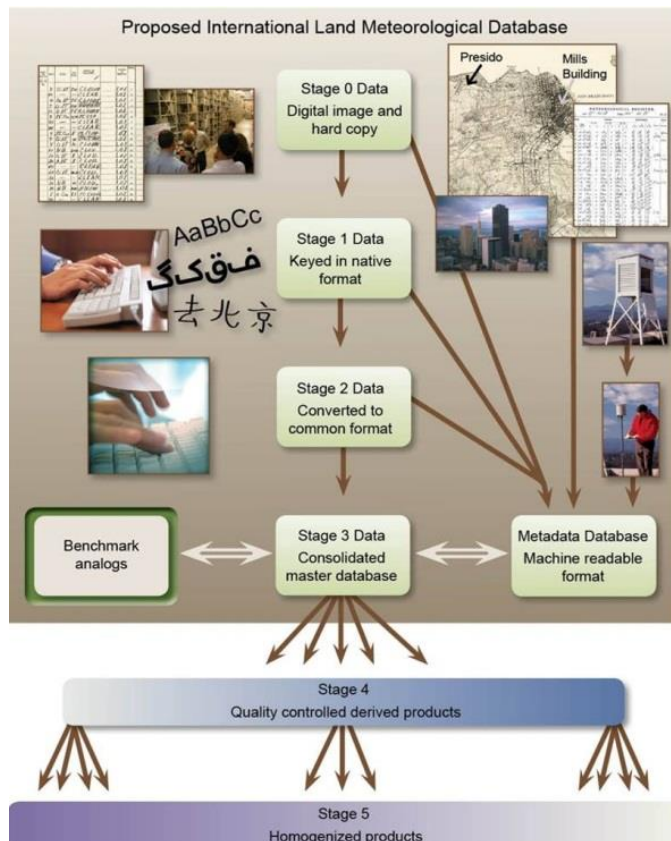 Proposed International Land Meteorological Database
Presido
Mills
Building
Stage 0 Data
Digital image and
hard copy
AaBbCc
فق‌گ‌ک‌گ
去北京
Stage 1 Data
Keyed in native
format
Stage 2 Data
Converted to
common format
Benchmark
analogs
Stage 3 Data
Consolidated
master database
Metadata Database
Machine readable
format
Stage 4
Quality controlled derived products
Stage 5
Homogenized products